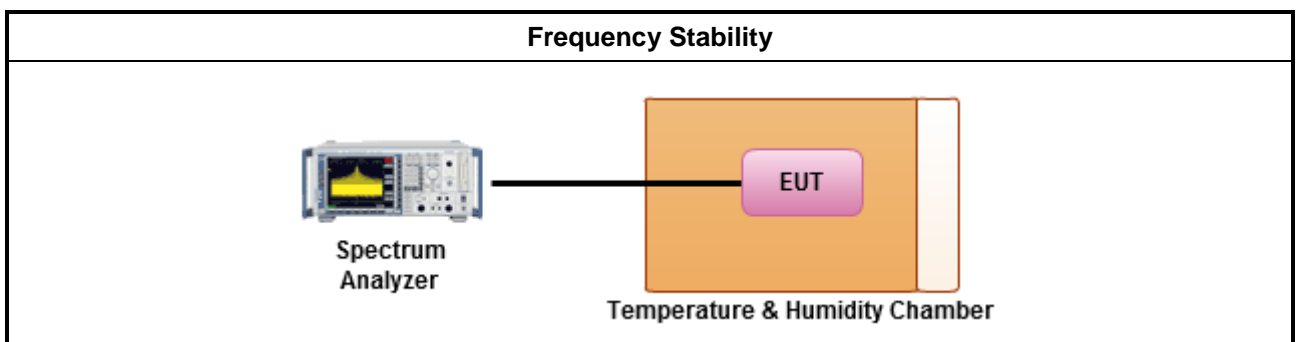 Frequency Stability
EUT
Spectrum
Analyzer
Temperature & Humidity Chamber